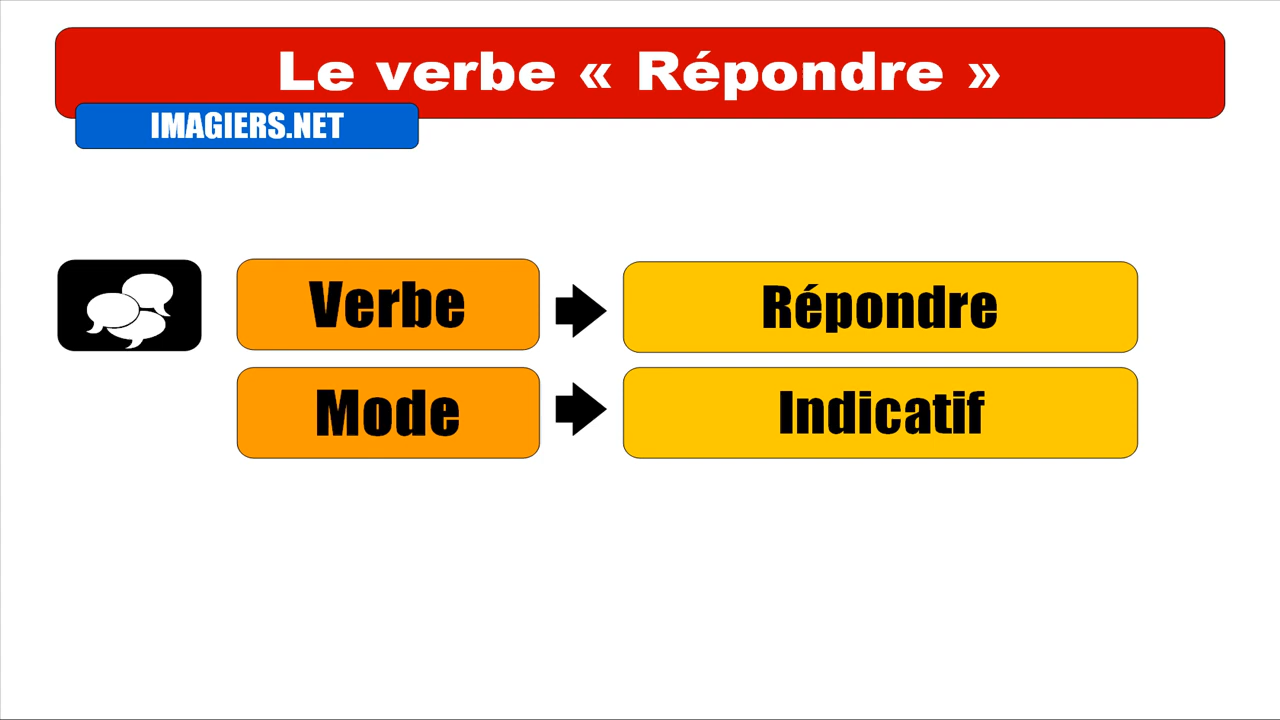 Le verbe « Répondre »
IMAGIERS.NET
Verbe Répondre
Mode Indicatif